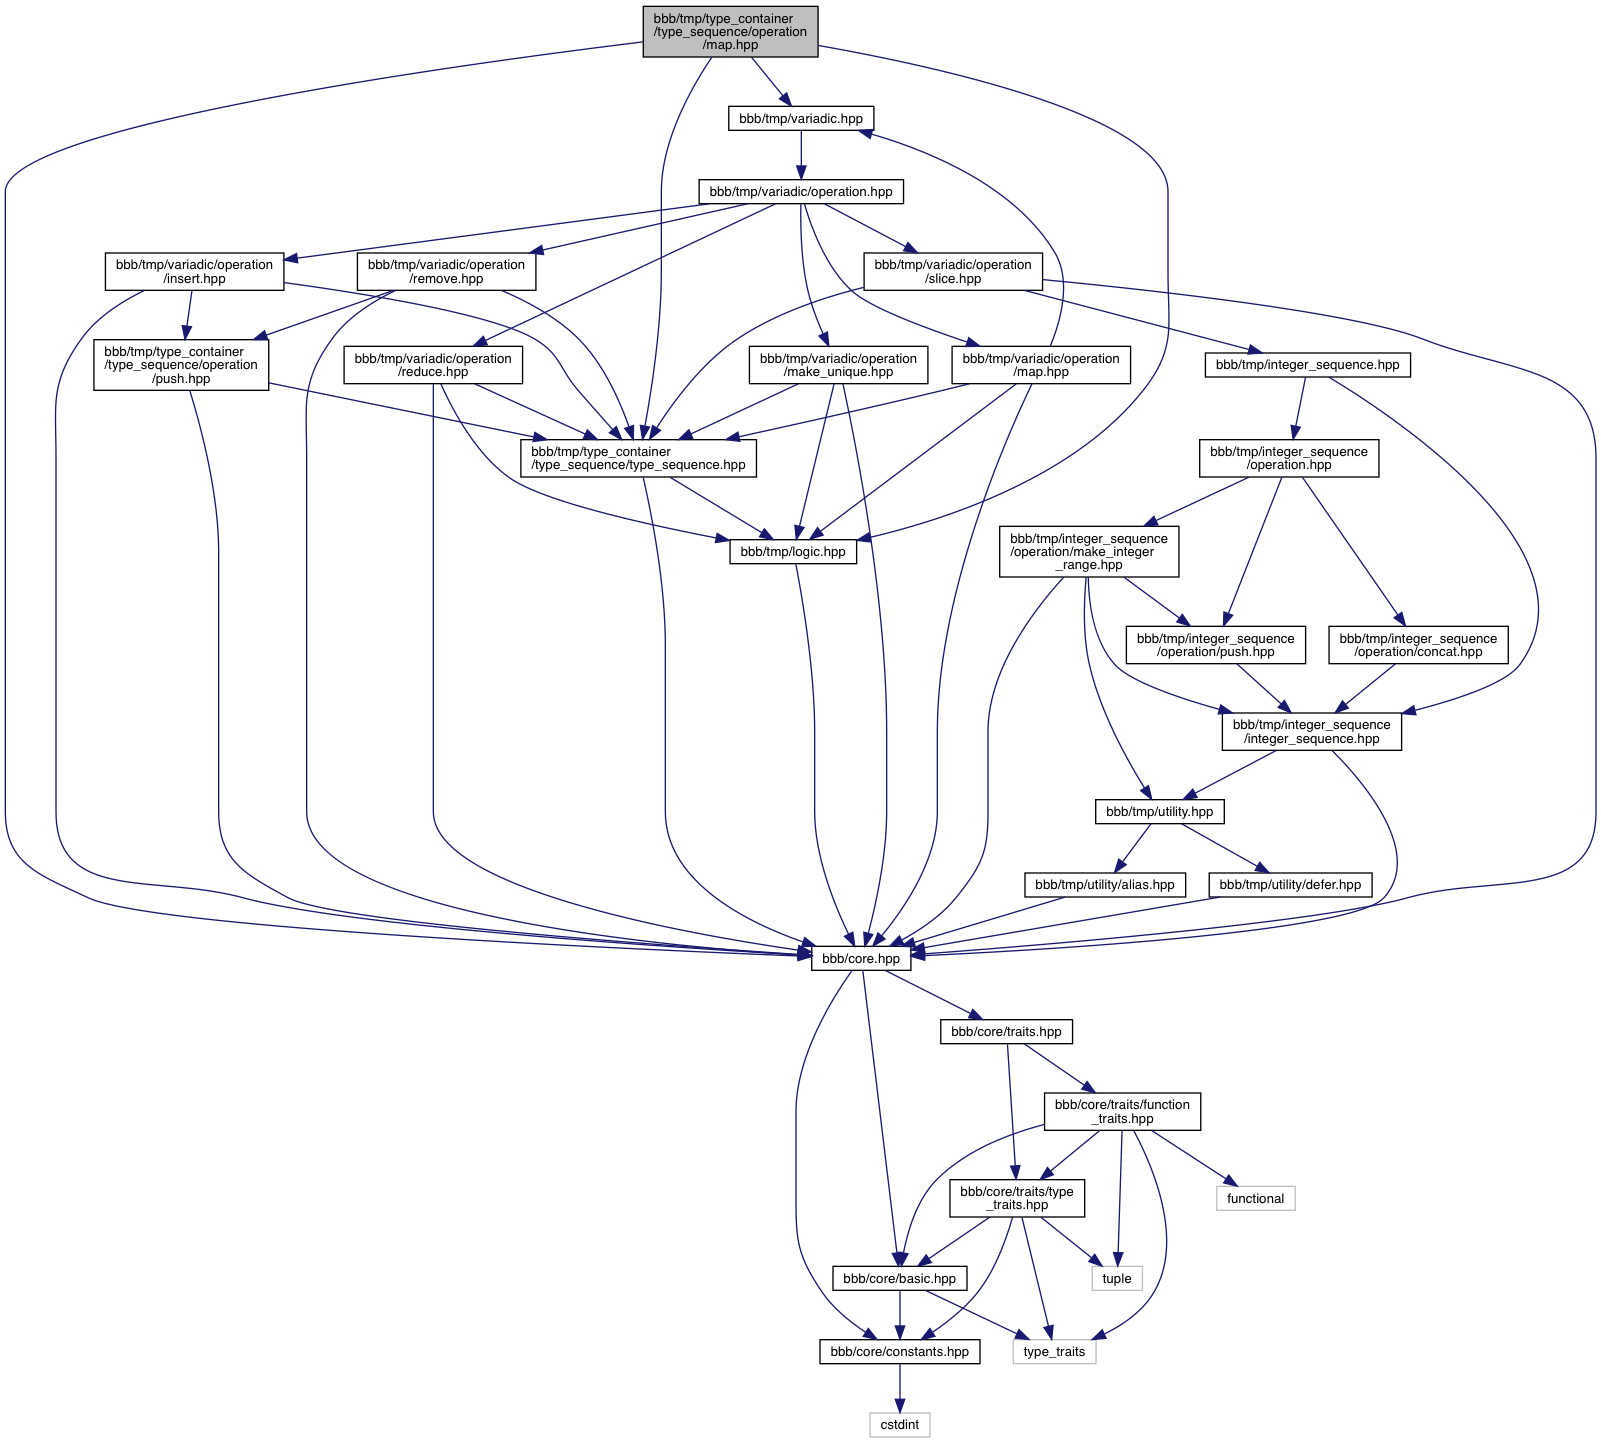 bbb/tmp/type_container
/type_sequence/operation
/map.hpp
bbb/tmp/variadic.hpp
bbb/tmp/variadic/operation.hpp
bbb/tmp/variadic/operation
/insert.hpp
bbb/tmp/variadic/operation
/remove.hpp
bbb/tmp/variadic/operation
/slice.hpp
bbb/tmp/type_container
/type_sequence/operation
/push.hpp
bbb/tmp/variadic/operation
/reduce.hpp
bbb/tmp/variadic/operation
/make_unique.hpp
bbb/tmp/variadic/operation
/map.hpp
bbb/tmp/integer_sequence.hpp
bbb/tmp/type_container
/type_sequence/type_sequence.hpp
bbb/tmp/integer_sequence
/operation.hpp
bbb/tmp/logic.hpp
bbb/tmp/integer_sequence
/operation/make_integer
_range.hpp
bbb/tmp/integer_sequence
/operation/push.hpp
bbb/tmp/integer_sequence
/operation/concat.hpp
bbb/tmp/integer_sequence
/integer_sequence.hpp
bbb/tmp/utility.hpp
bbb/tmp/utility/alias.hpp
bbb/tmp/utility/defer.hpp
bbb/core.hpp
bbb/core/traits.hpp
bbb/core/traits/function
_traits.hpp
bbb/core/traits/type
_traits.hpp
functional
bbb/core/basic.hpp
tuple
bbb/core/constants.hpp
type_traits
cstdint